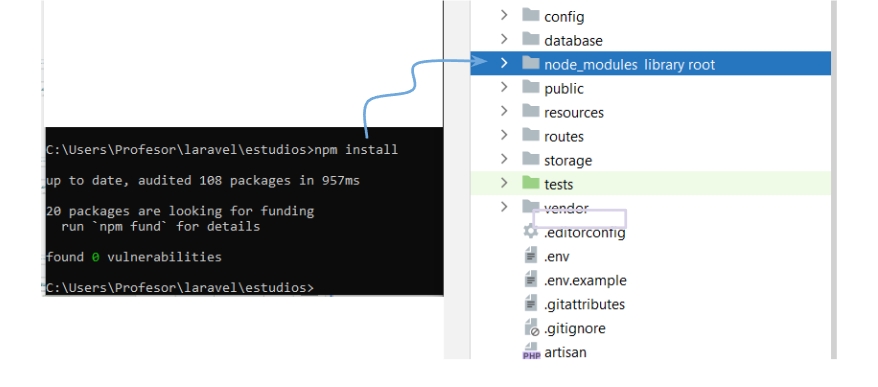 C:\Users\Profesor\laravel\estudios>npm install
up to date, audited 108 packages in 957ms
20 packages are looking for funding
run `npm fund` for details
found 0 vulnerabilities
C:\Users\Profesor\laravel\estudios>
config
database
node_modules library root
public
resources
routes
storage
tests
vendor
.editorconfig
.env
.env.example
.gitattributes
.gitignore
PHP artisan